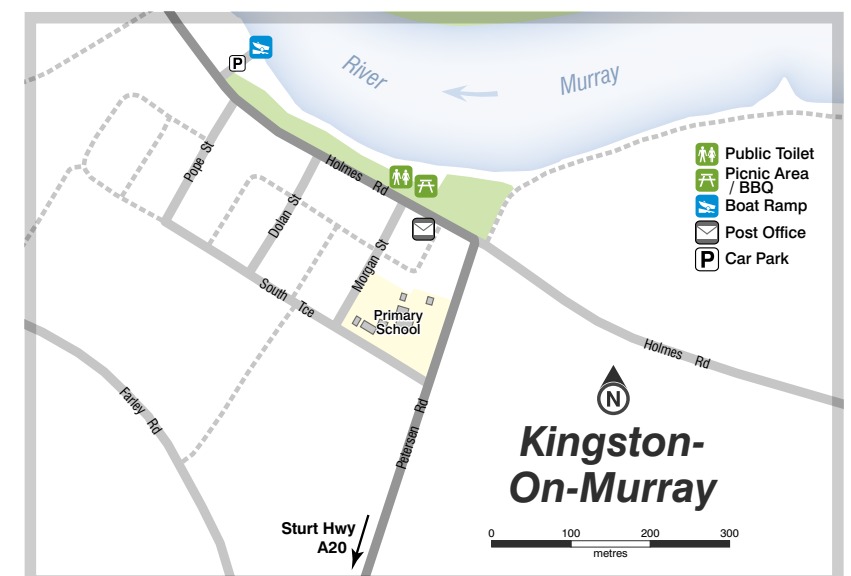 P
River
Murray
Pope St
Holmes Rd
Dolan St
Morgan St
South Tce
Primary
School
Farley Rd
Petersen Rd
Holmes Rd
Public Toilet
Picnic Area
/ BBQ
Boat Ramp
Post Office
P Car Park
N
Kingston-
On-Murray
Sturt Hwy
A20
0 100 200 300
metres